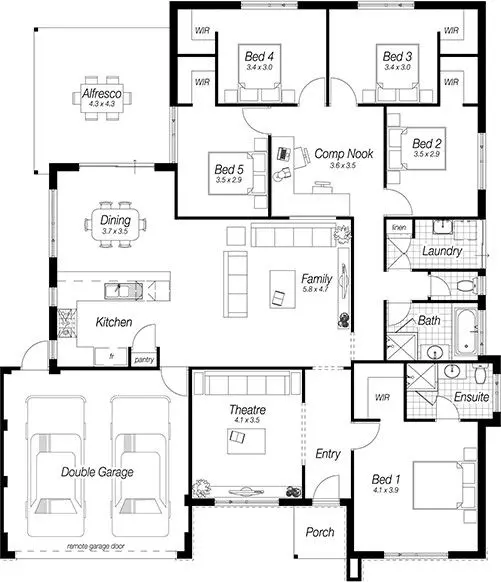 WIR
Bed 4
3.4 x 3.0
Bed 3
3.4 x 3.0
WIR
WIR
WIR
Alfresco
4.3 x 4.3
Bed 5
3.5 x 2.9
Comp Nook
3.6 x 3.5
Bed 2
3.5 x 2.9
Dining
3.7 x 3.5
linen
Laundry
Family
5.8 x 4.7
Kitchen
Bath
fr
pantry
WIR
Ensuite
Theatre
4.1 x 3.5
Entry
Double Garage
Bed 1
4.1 x 3.9
Porch
remote garage door